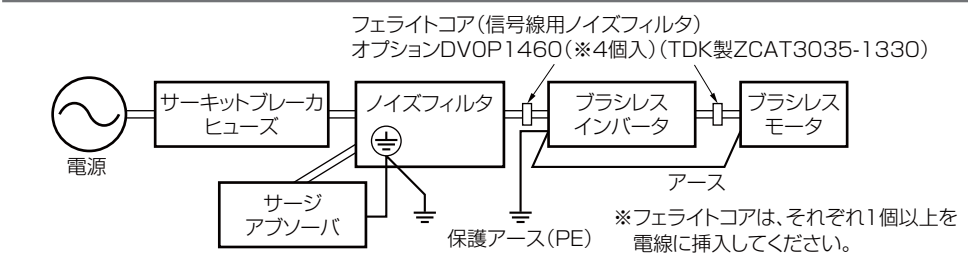 フェライトコア(信号線用ノイズフィルタ)
オプションDV0P1460(※4個入)(TDK製ZCAT3035-1330)
サーキットブレーカ
ヒューズ
ノイズフィルタ
ブラシレス
インバータ
ブラシレス
モータ
電源
アース
サージ
アブソーバ
保護アース(PE)
※フェライトコアは、それぞれ1個以上を
電線に挿入してください。